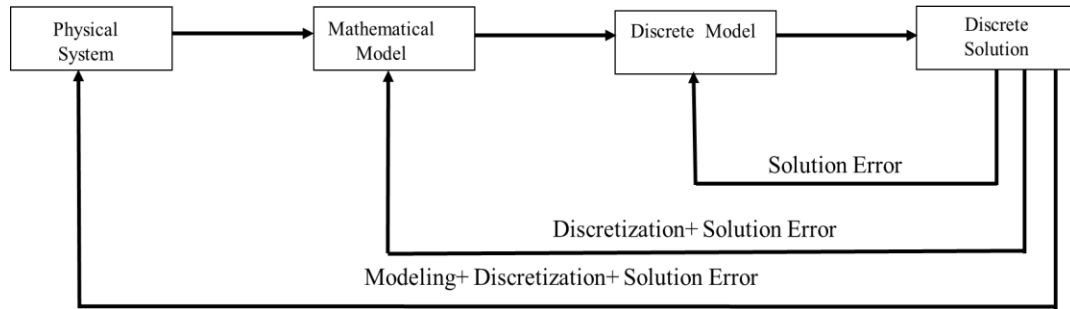 Physical
System
Mathematical
Model
Discrete Model
Discrete
Solution
Solution Error
Discretization+ Solution Error
Modeling+ Discretization+ Solution Error